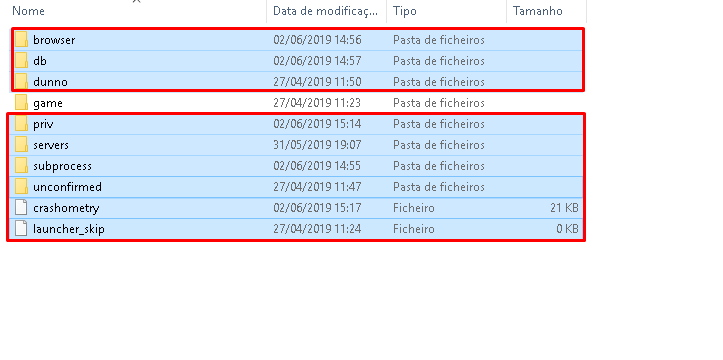 Nome Data de modificaç... Tipo Tamanho
browser 02/06/2019 14:56 Pasta de ficheiros
db 02/06/2019 14:57 Pasta de ficheiros
dunno 27/04/2019 11:50 Pasta de ficheiros
game 27/04/2019 11:23 Pasta de ficheiros
priv 02/06/2019 15:14 Pasta de ficheiros
servers 31/05/2019 19:07 Pasta de ficheiros
subprocess 02/06/2019 14:55 Pasta de ficheiros
unconfirmed 27/04/2019 11:47 Pasta de ficheiros
crashometry 02/06/2019 15:17 Ficheiro 21 KB
launcher_skip 27/04/2019 11:24 Ficheiro 0 KB